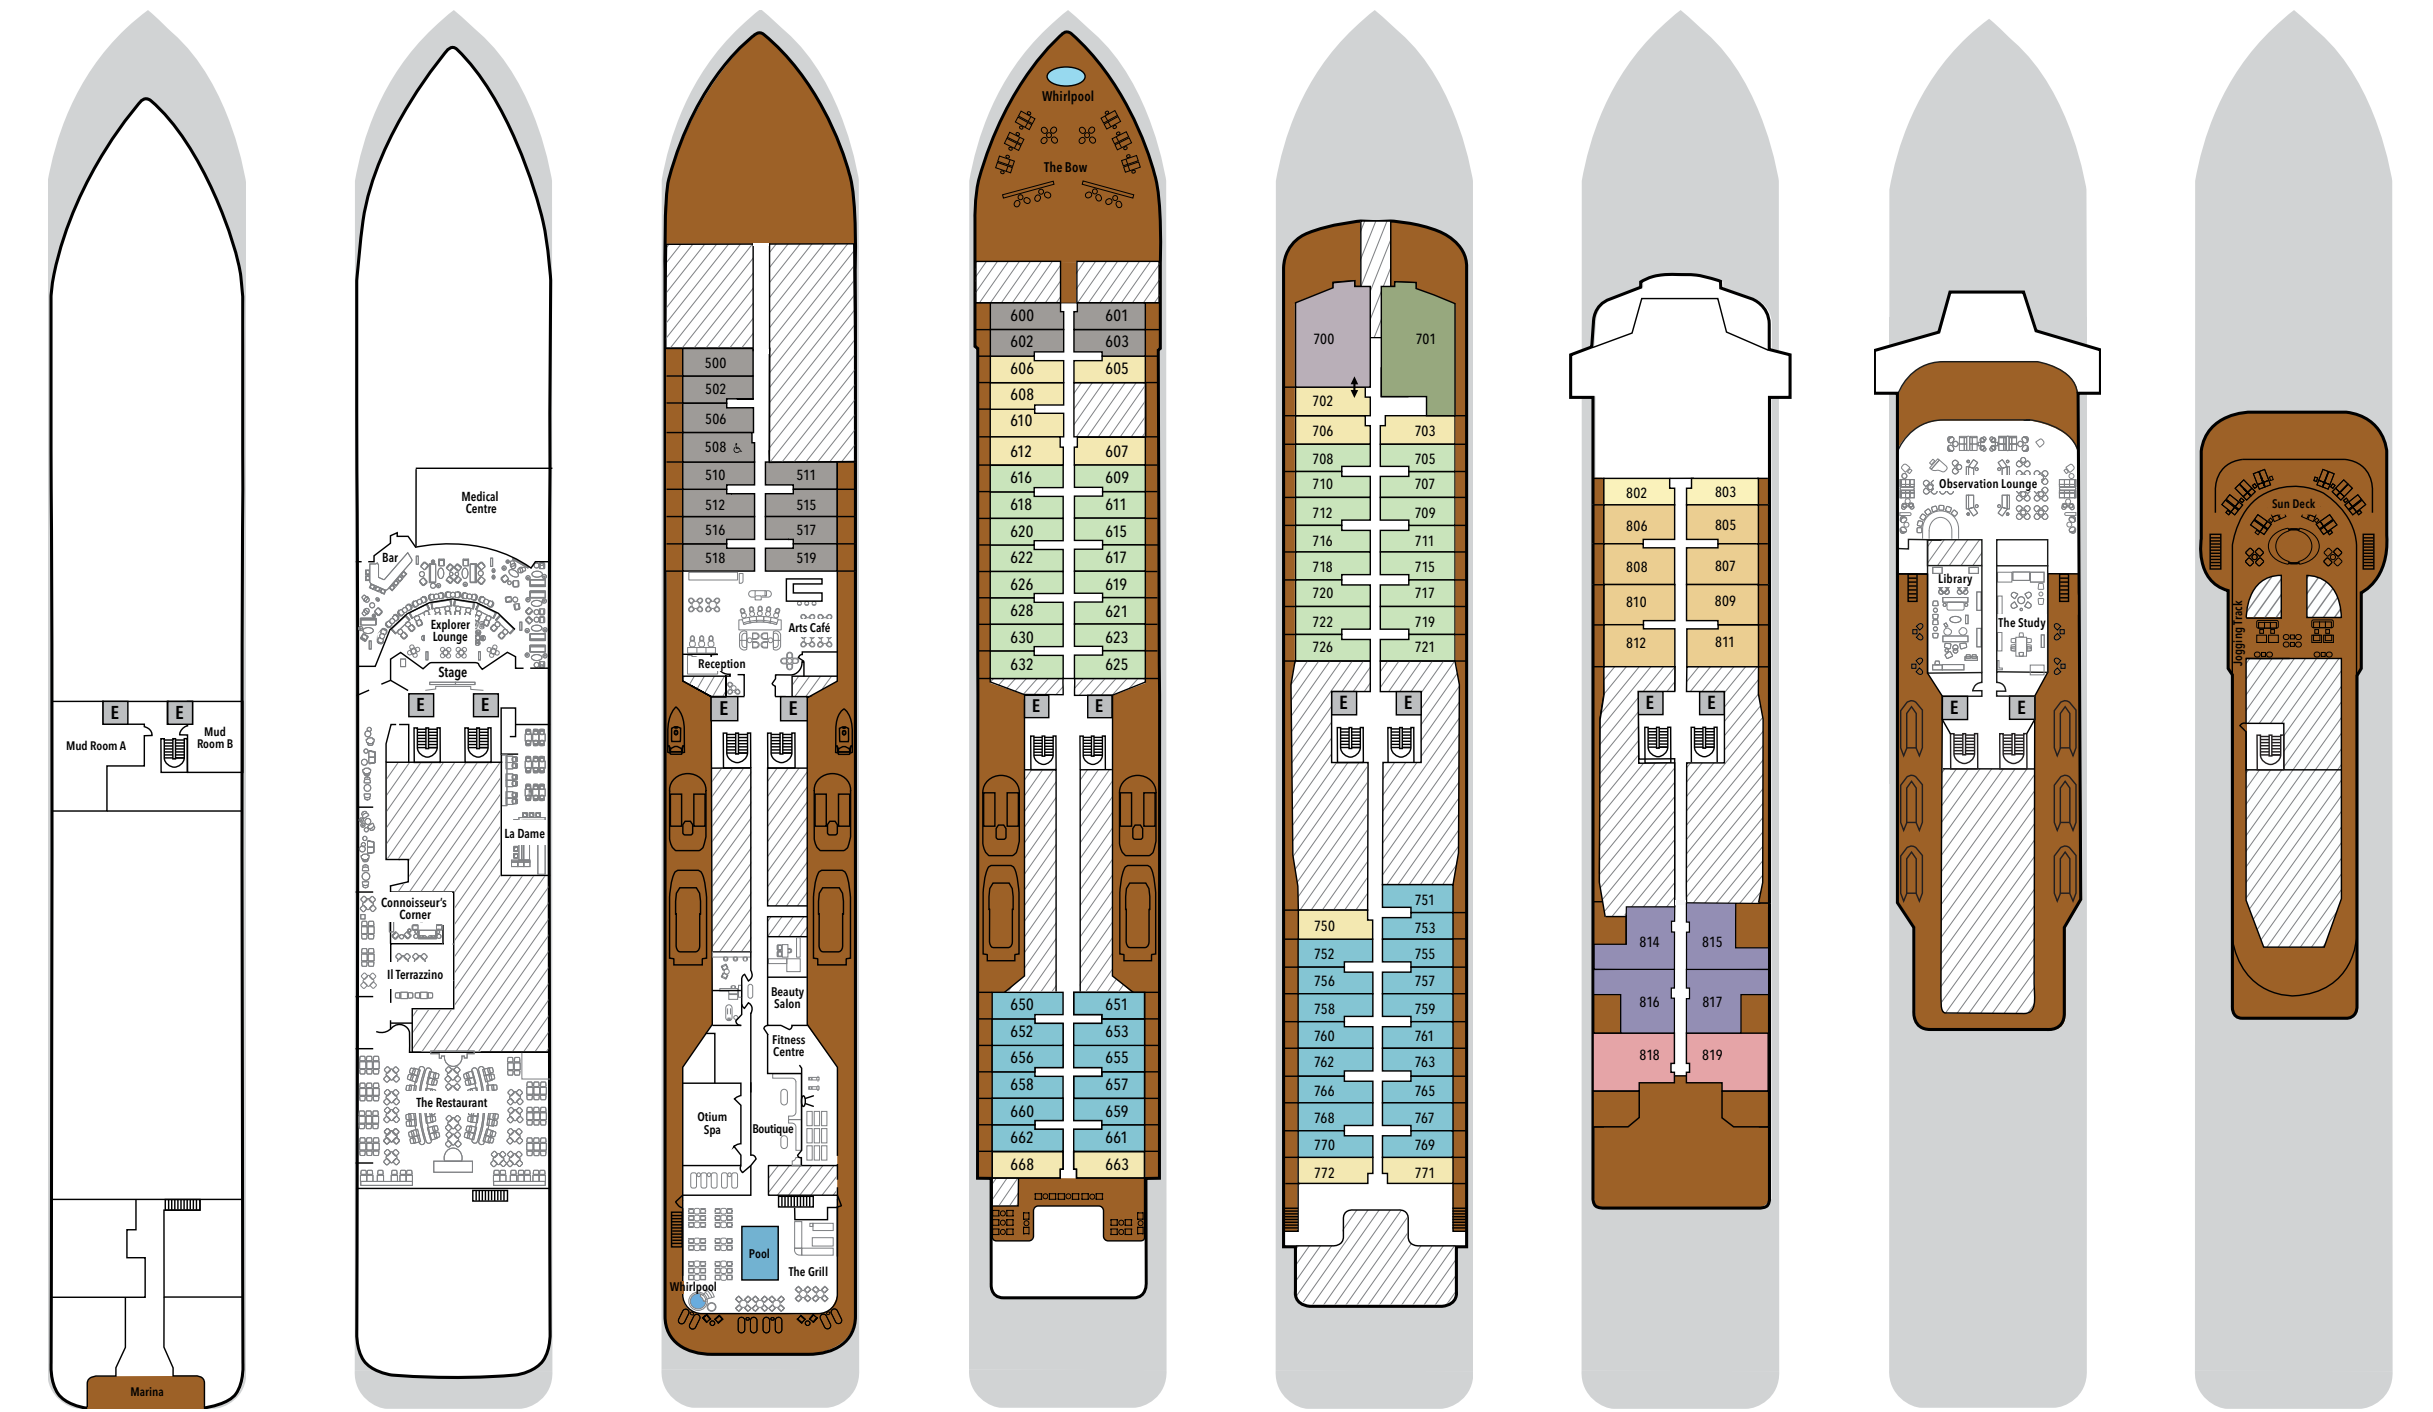 E
E
Mud Room A
Mud
Room B
Marina
Medical
Centre
Bar
Explorer
Lounge
Stage
E
E
La Dame
Connoisseur's
Corner
Il Terrazzino
The Restaurant
500
502
506
508
510
511
512
515
516
517
518
519
Arts Café
Reception
E
E
Beauty
Salon
Fitness
Centre
Otium
Spa
Boutique
Pool
The Grill
Whirlpool
Whirlpool
The Bow
600
601
602
603
606
605
608
610
612
607
616
609
618
611
620
615
622
617
626
619
628
621
630
623
632
625
E
E
650
651
652
653
656
655
658
657
660
659
662
661
668
663
700
701
702
706
703
708
705
710
707
712
709
716
711
718
715
720
717
722
719
726
721
E
E
751
750
753
752
755
756
757
758
759
760
761
762
763
766
765
768
767
770
769
772
771
802
803
806
805
808
807
810
809
812
811
E
E
814
815
816
817
818
819
Observation Lounge
Library
The Study
E
E
Sun Deck
Jogging Track